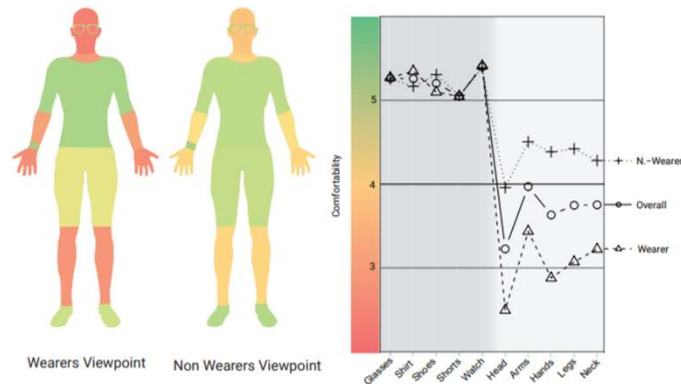 Wearers Viewpoint
Non Wearers Viewpoint
Comfortability
5
4
3
Glasses
Shirt
Shoes
Shorts
Watch
Head
Arms
Hands
Legs
Neck
N.-Wearer
Overall
Wearer